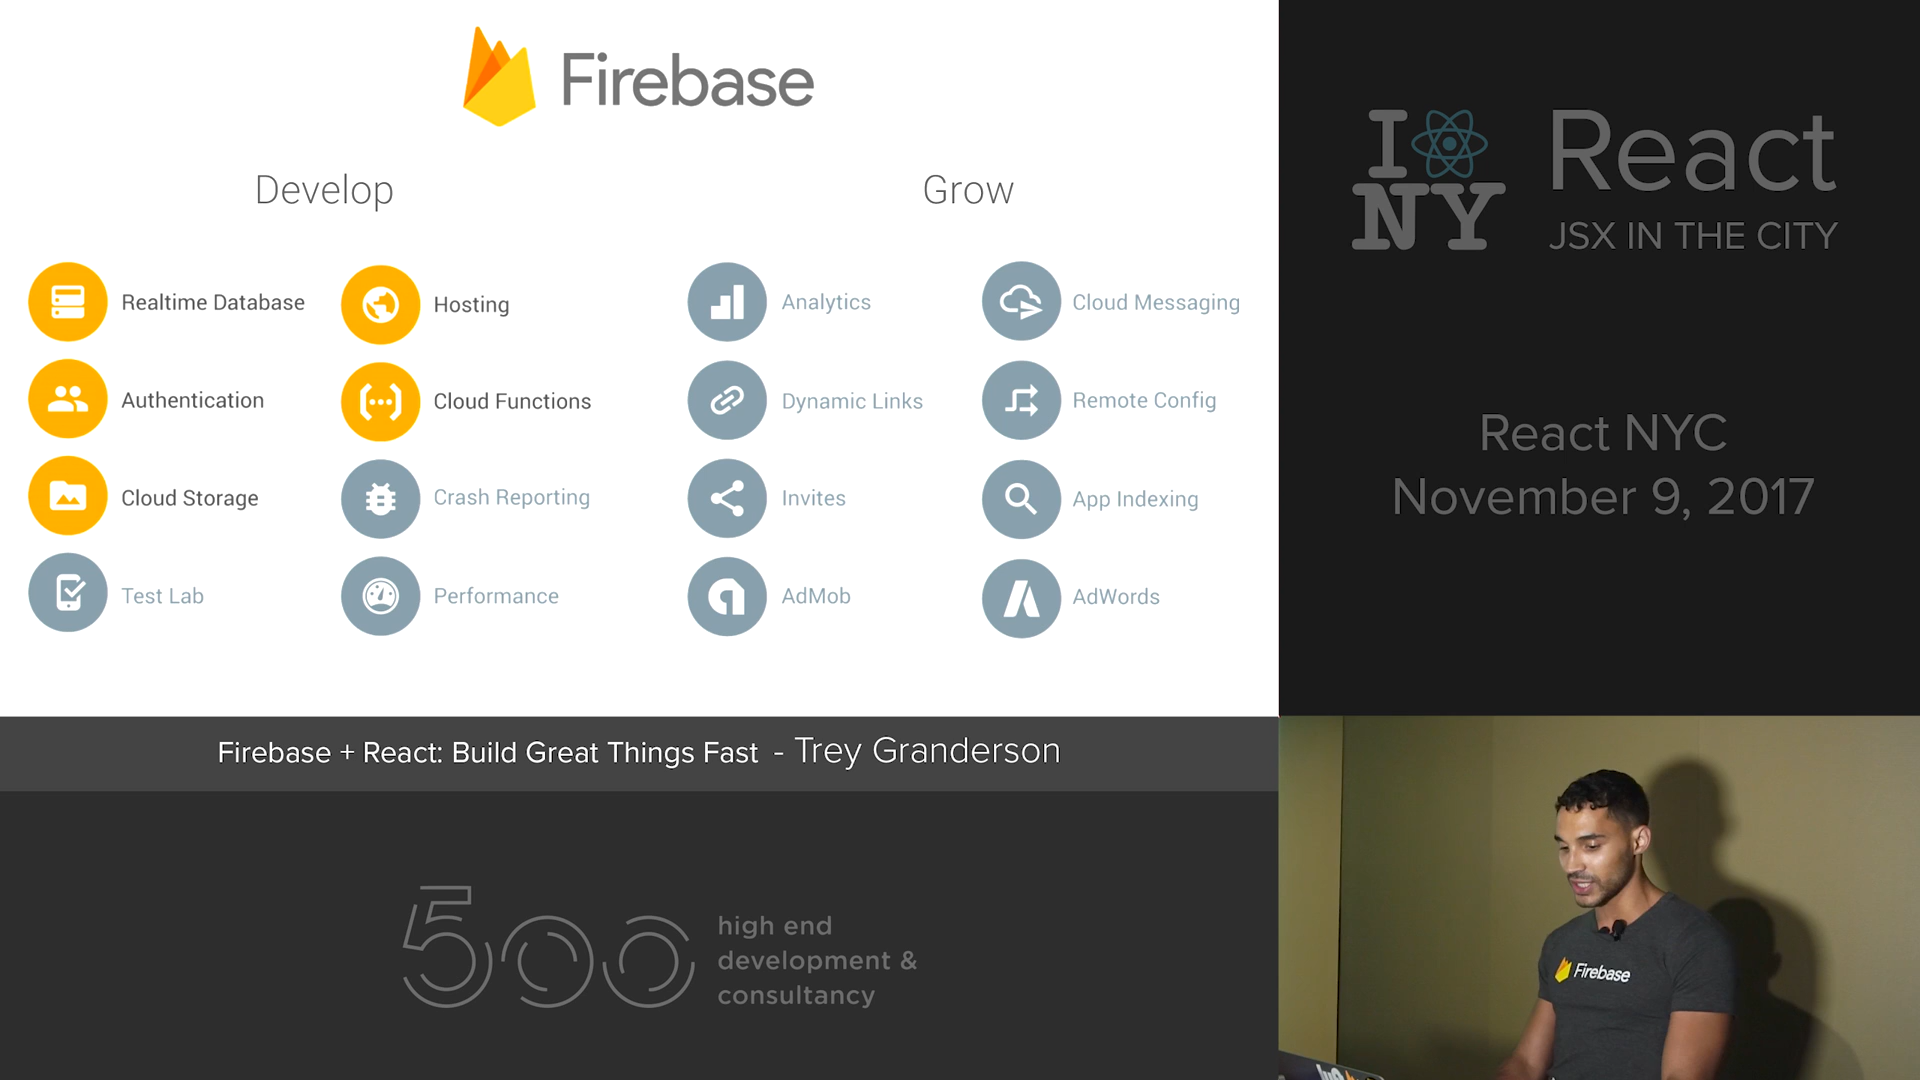 Firebase
Develop
Grow
Realtime Database
Hosting
Analytics
Cloud Messaging
Authentication
Cloud Functions
Dynamic Links
Remote Config
Cloud Storage
Crash Reporting
Invites
App Indexing
Test Lab
Performance
AdMob
AdWords
I NY
React
JSX IN THE CITY
React NYC
November 9, 2017
Firebase + React: Build Great Things Fast - Trey Granderson
500
high end
development &
consultancy
Firebase